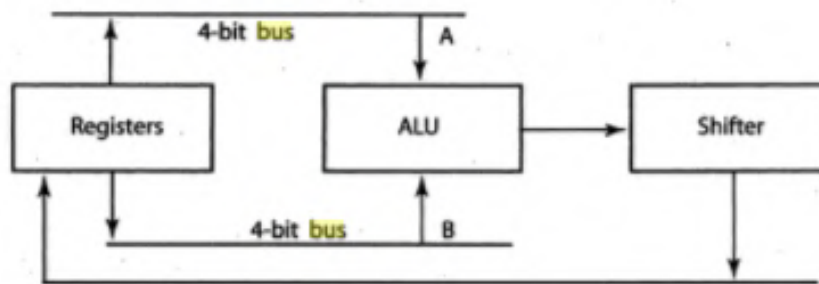 4-bit bus
A
Registers
ALU
Shifter
4-bit bus
B